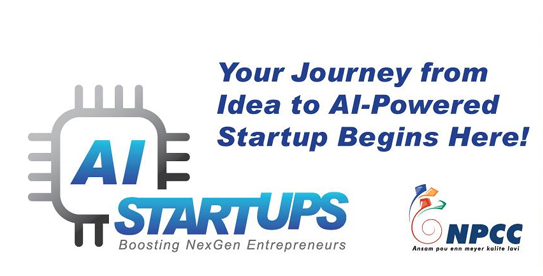 Your Journey from
Idea to AI-Powered
Startup Begins Here!
AI
STARTUPS
Boosting NexGen Entrepreneurs
NPCC
Ansam pou enn meyer kalite lavi